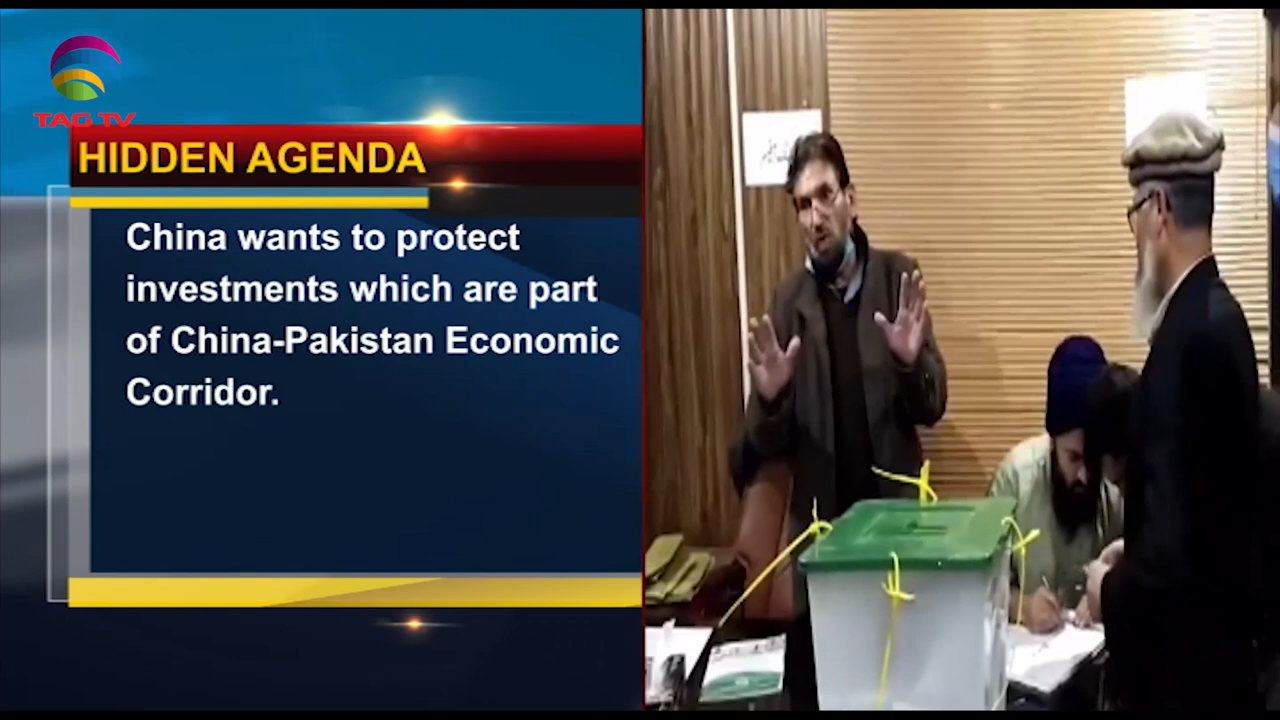 TAG TV
HIDDEN AGENDA
China wants to protect
investments which are part
of China-Pakistan Economic
Corridor.